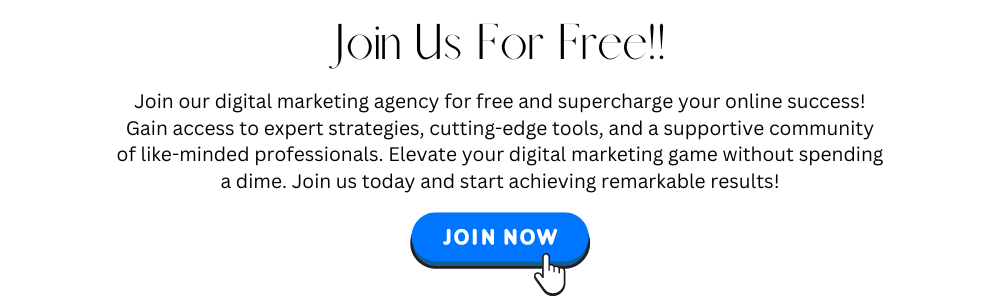 Join Us For Free!!
Join our digital marketing agency for free and supercharge your online success!
Gain access to expert strategies, cutting-edge tools, and a supportive community
of like-minded professionals. Elevate your digital marketing game without spending
a dime. Join us today and start achieving remarkable results!
JOIN NOW